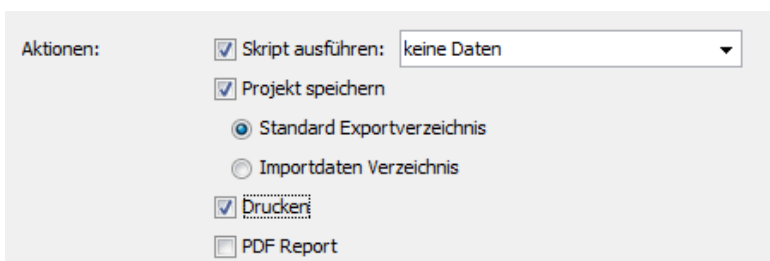 Aktionen: Skript ausführen: keine Daten
Projekt speichern
Standard Exportverzeichnis
Importdaten Verzeichnis
Drucken
PDF Report